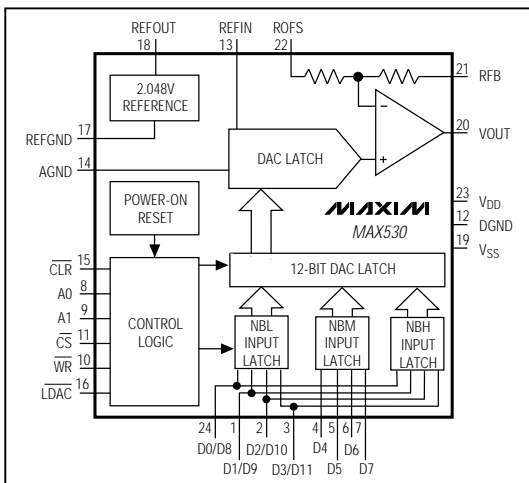 REFOUT REFIN ROFS
18 13 22
21 RFB
2.048V
REFERENCE
17 REFGND
20 VOUT
14 AGND
DAC LATCH
− +
POWER-ON
RESET
MAXIM
MAX530
23 VDD
12 DGND
19 VSS
15 CLR
8 A0
9 A1
11 CS
10 WR
16 LDAC
CONTROL
LOGIC
12-BIT DAC LATCH
NBL
INPUT
LATCH
NBM
INPUT
LATCH
NBH
INPUT
LATCH
24 1 2 3 4 5 6 7
D0/D8 D2/D10 D4 D6
D1/D9 D3/D11 D5 D7